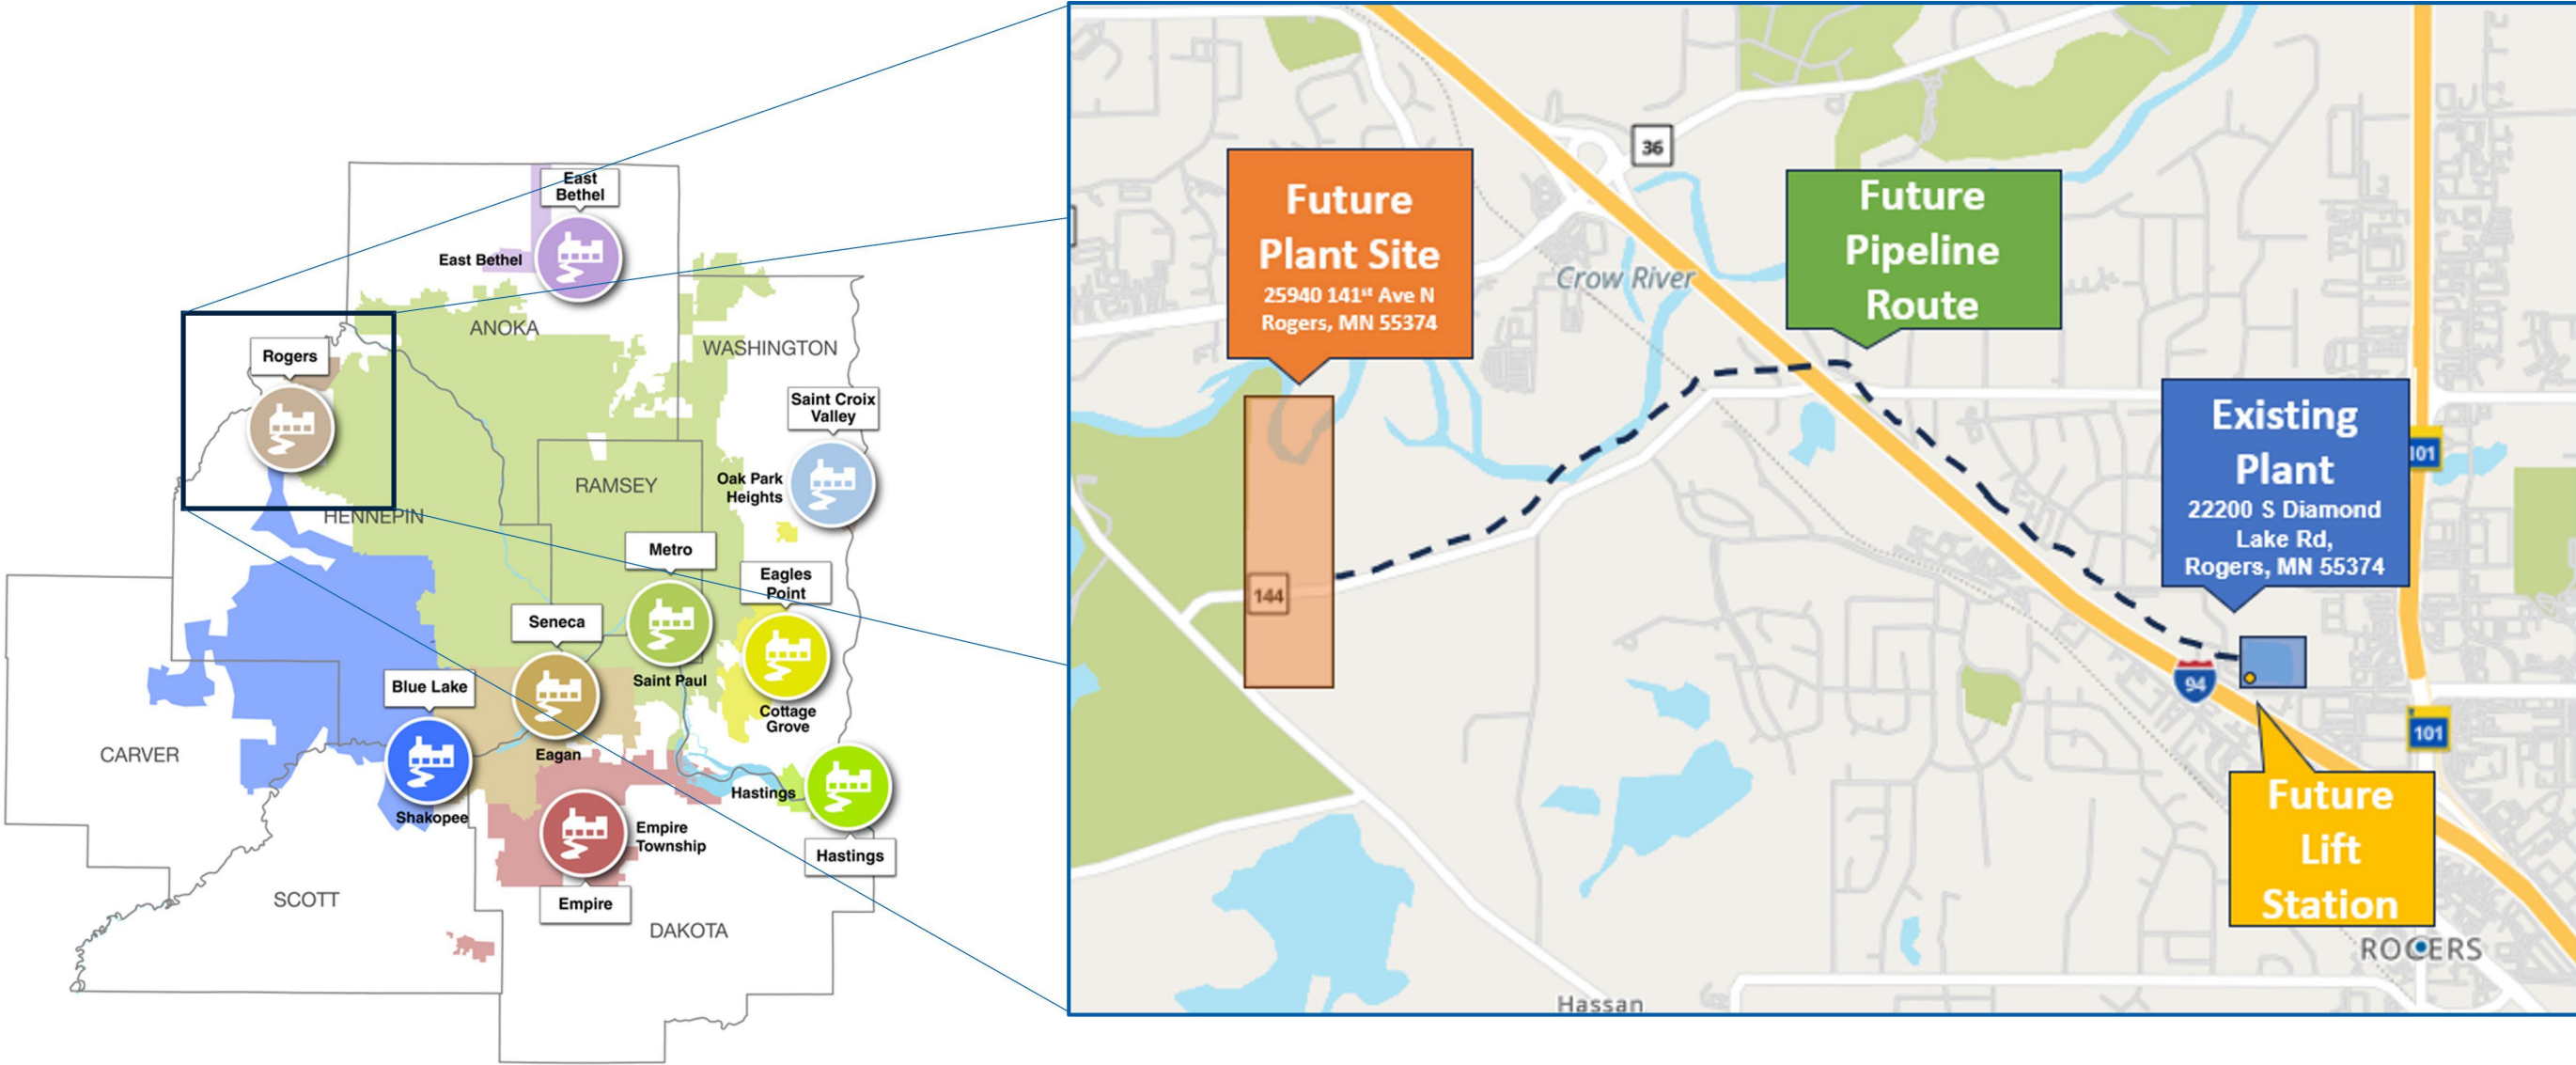 East
Bethel
East Bethel
ANOKA
WASHINGTON
Rogers
Saint Croix
Valley
Oak Park
Heights
RAMSEY
HENNEPIN
Metro
Eagles
Point
Seneca
Saint Paul
Blue Lake
Cottage
Grove
Eagan
CARVER
Hastings
Shakopee
Empire
Township
Hastings
SCOTT
Empire
DAKOTA
36
Future
Plant Site
25940 141st Ave N
Rogers, MN 55374
Future
Pipeline
Route
Crow River
Existing
Plant
22200 S Diamond
Lake Rd,
Rogers, MN 55374
101
144
94
101
Future
Lift
Station
ROGERS
Hassan